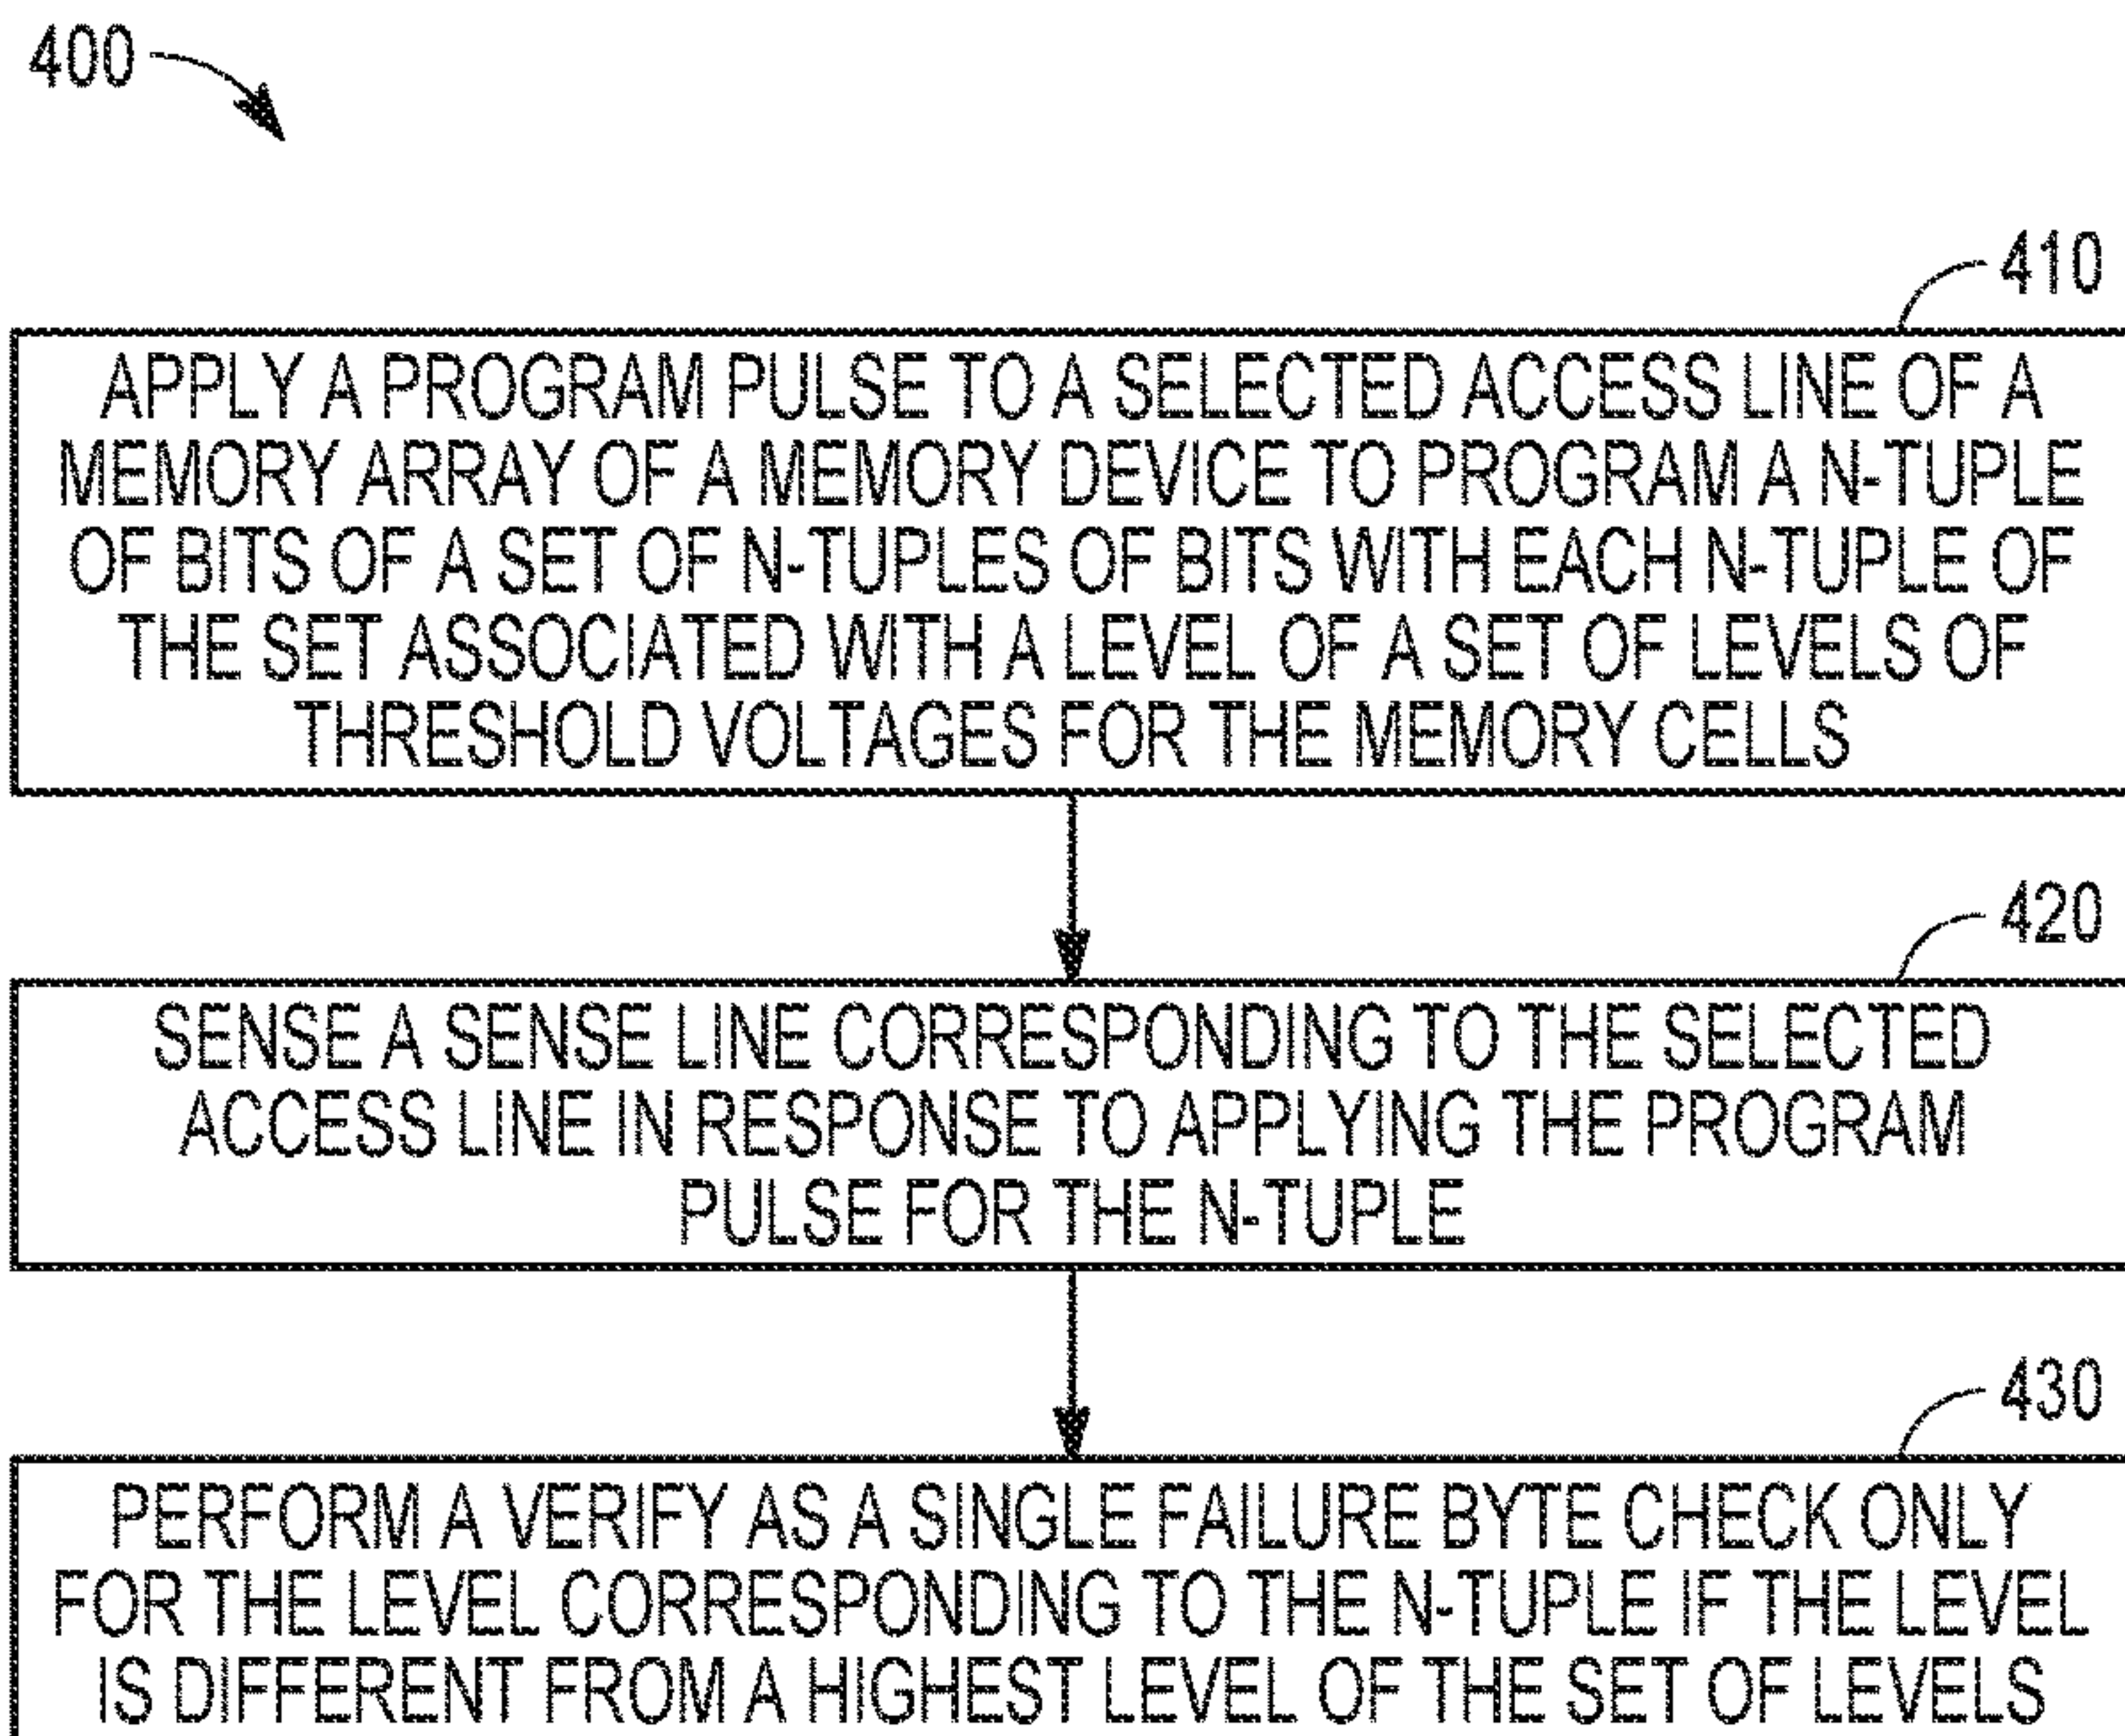 400
410
APPLY A PROGRAM PULSE TO A SELECTED ACCESS LINE OF A
MEMORY ARRAY OF A MEMORY DEVICE TO PROGRAM A N-TUPLE
OF BITS OF A SET OF N-TUPLES OF BITS WITH EACH N-TUPLE OF
THE SET ASSOCIATED WITH A LEVEL OF A SET OF LEVELS OF
THRESHOLD VOLTAGES FOR THE MEMORY CELLS
420
SENSE A SENSE LINE CORRESPONDING TO THE SELECTED
ACCESS LINE IN RESPONSE TO APPLYING THE PROGRAM
PULSE FOR THE N-TUPLE
430
PERFORM A VERIFY AS A SINGLE FAILURE BYTE CHECK ONLY
FOR THE LEVEL CORRESPONDING TO THE N-TUPLE IF THE LEVEL
IS DIFFERENT FROM A HIGHEST LEVEL OF THE SET OF LEVELS